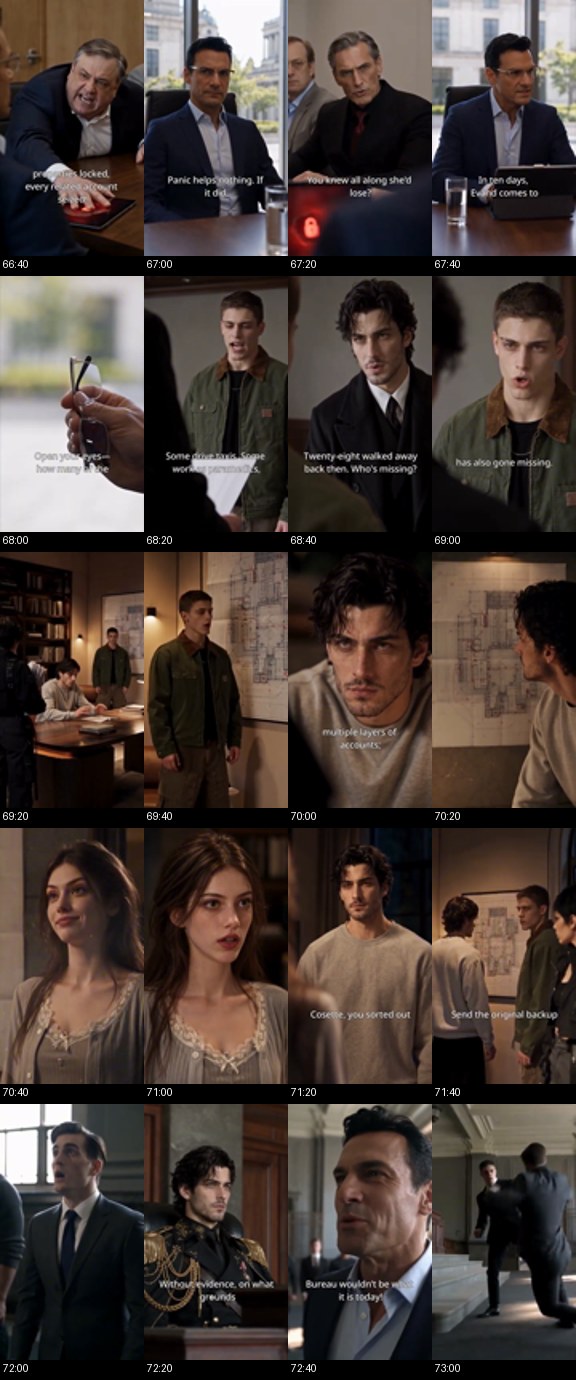 locked,
every related account
66:40
Panic helps nothing. If
it did
67:00
You knew all along she'd
lose?
67:20
In ten days,
Evand comes to
67:40
Open your eyes—
how many of the
68:00
Some drive taxis. Some
work as paramedics,
68:20
Twenty-eight walked away
back then. Who's missing?
68:40
has also gone missing.
69:00
69:20
69:40
multiple layers of
accounts;
70:00
70:20
70:40
71:00
Cosette, you sorted out
71:20
Send the original backup
71:40
72:00
Without evidence, on what
grounds
72:20
Bureau wouldn't be what
it is today!
72:40
73:00